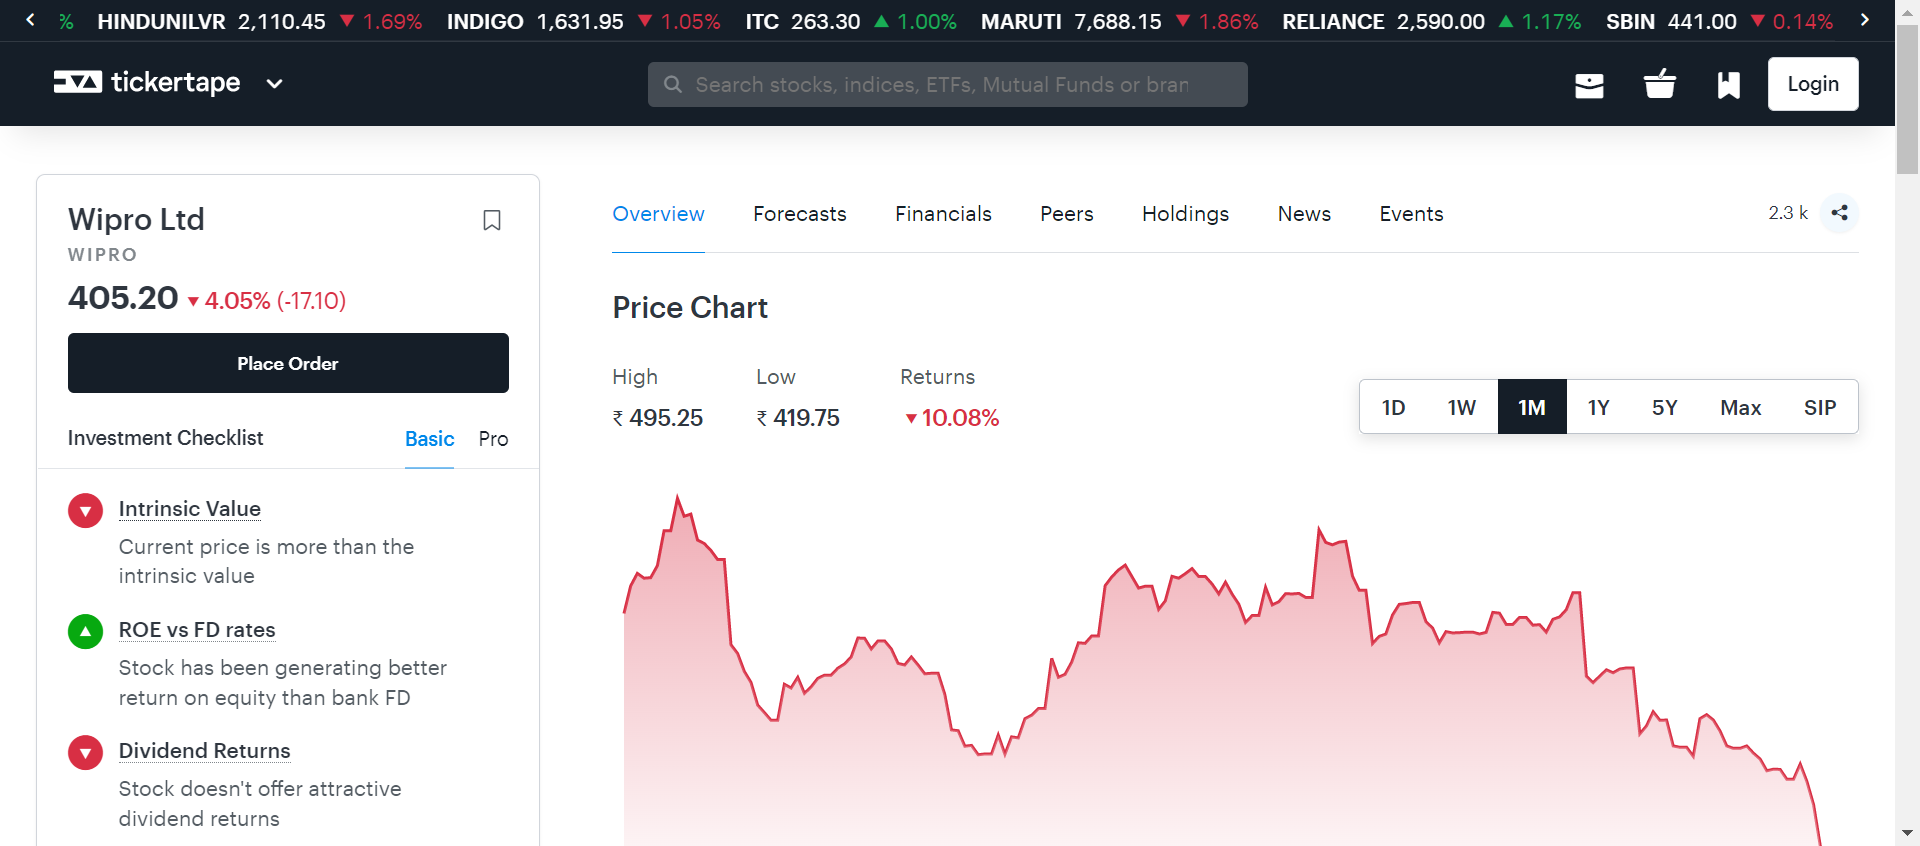 % HINDUNILVR 2,110.45 ▼ 1.69% INDIGO 1,631.95 ▼ 1.05% ITC 263.30 ▲ 1.00% MARUTI 7,688.15 ▼ 1.86% RELIANCE 2,590.00 ▲ 1.17% SBIN 441.00 ▼ 0.14%
tickertape
Search stocks, indices, ETFs, Mutual Funds or bran
Login
Wipro Ltd
WIPRO
405.20 ▼ 4.05% (-17.10)
Place Order
Investment Checklist Basic Pro
Intrinsic Value
Current price is more than the
intrinsic value
ROE vs FD rates
Stock has been generating better
return on equity than bank FD
Dividend Returns
Stock doesn't offer attractive
dividend returns
Overview Forecasts Financials Peers Holdings News Events 2.3 k
Price Chart
High Low Returns
₹ 495.25 ₹ 419.75 ▼ 10.08%
1D 1W 1M 1Y 5Y Max SIP